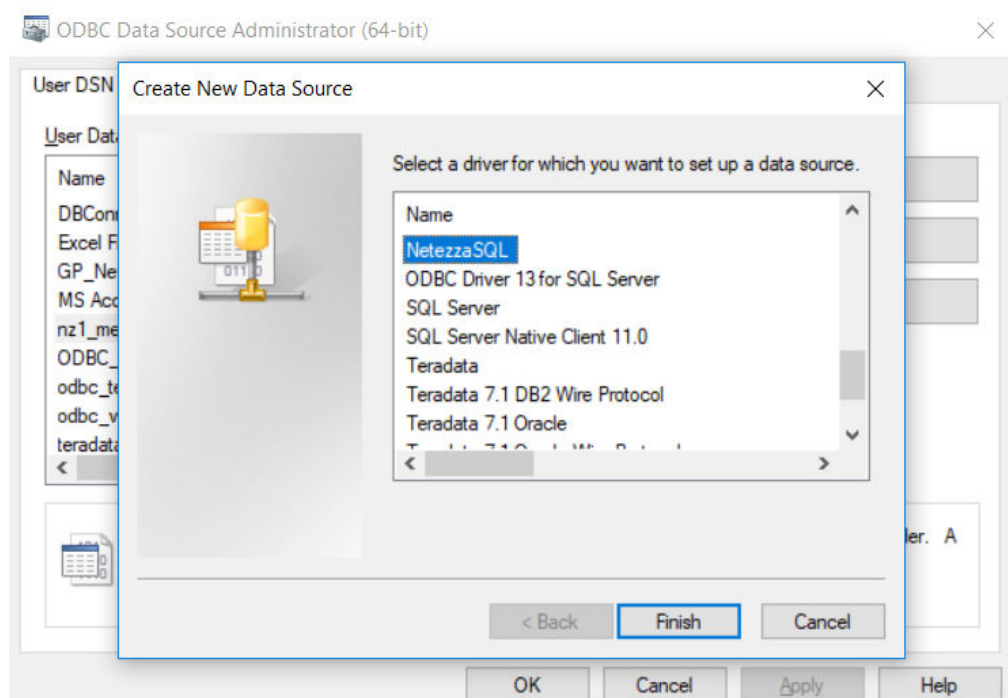 ODBC Data Source Administrator (64-bit)
User DSN
Create New Data Source
User Data
Select a driver for which you want to set up a data source.
Name
Name
DBConn
NetezzaSQL
Excel F
ODBC Driver 13 for SQL Server
GP_Ne
SQL Server
MS Acc
SQL Server Native Client 11.0
nz1_me
Teradata
ODBC_
Teradata 7.1 DB2 Wire Protocol
odbc_te
Teradata 7.1 Oracle
odbc_v
teradata
ler. A
< Back
Finish
Cancel
OK
Cancel
Apply
Help